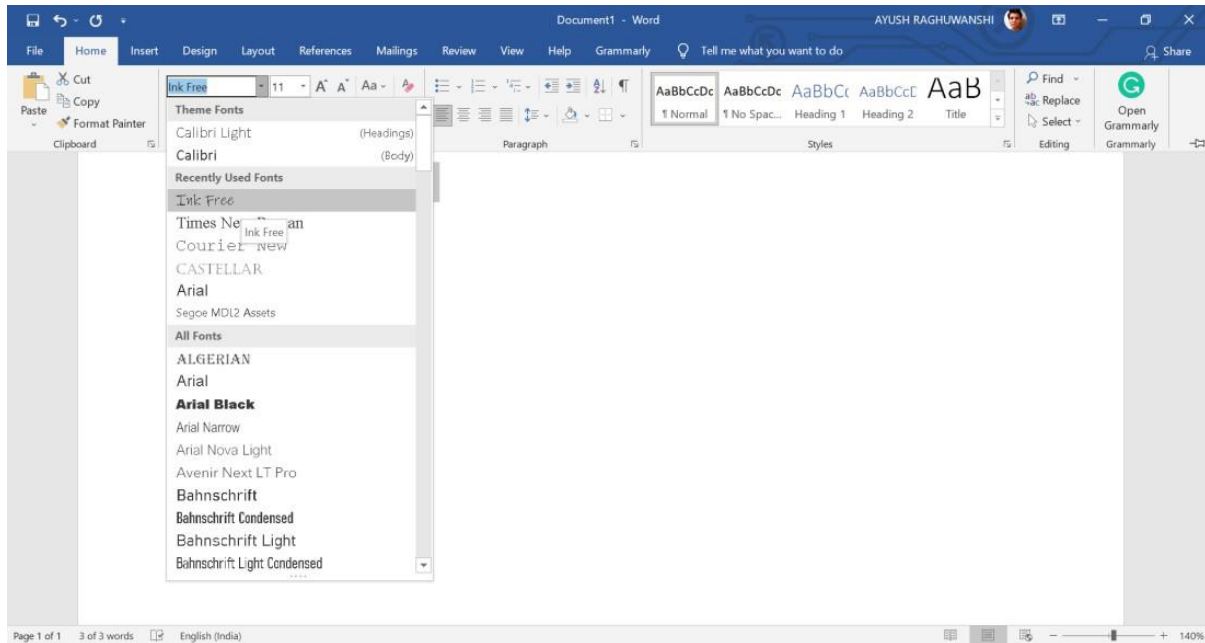 Document1 - Word
AYUSH RAGHUWANSHI
File Home Insert Design Layout References Mailings Review View Help Grammarly Tell me what you want to do Share
Paste
Cut
Copy
Format Painter
Clipboard
Ink Free 11 Aa
Theme Fonts
Calibri Light (Headings)
Calibri (Body)
Recently Used Fonts
Ink Free
Times New Roman
Ink Free
Courier New
CASTELLAR
Arial
Segoe MDL2 Assets
All Fonts
ALGERIAN
Arial
Arial Black
Arial Narrow
Arial Nova Light
Avenir Next LT Pro
Bahnschrift
Bahnschrift Condensed
Bahnschrift Light
Bahnschrift Light Condensed
Paragraph
AaBbCcDc AaBbCcDc AaBbCc AaBbCcD AaB
¶ Normal ¶ No Spac... Heading 1 Heading 2 Title
Styles
Find
Replace
Select
Editing
Open
Grammarly
Grammarly
Page 1 of 1 3 of 3 words English (India) 140%